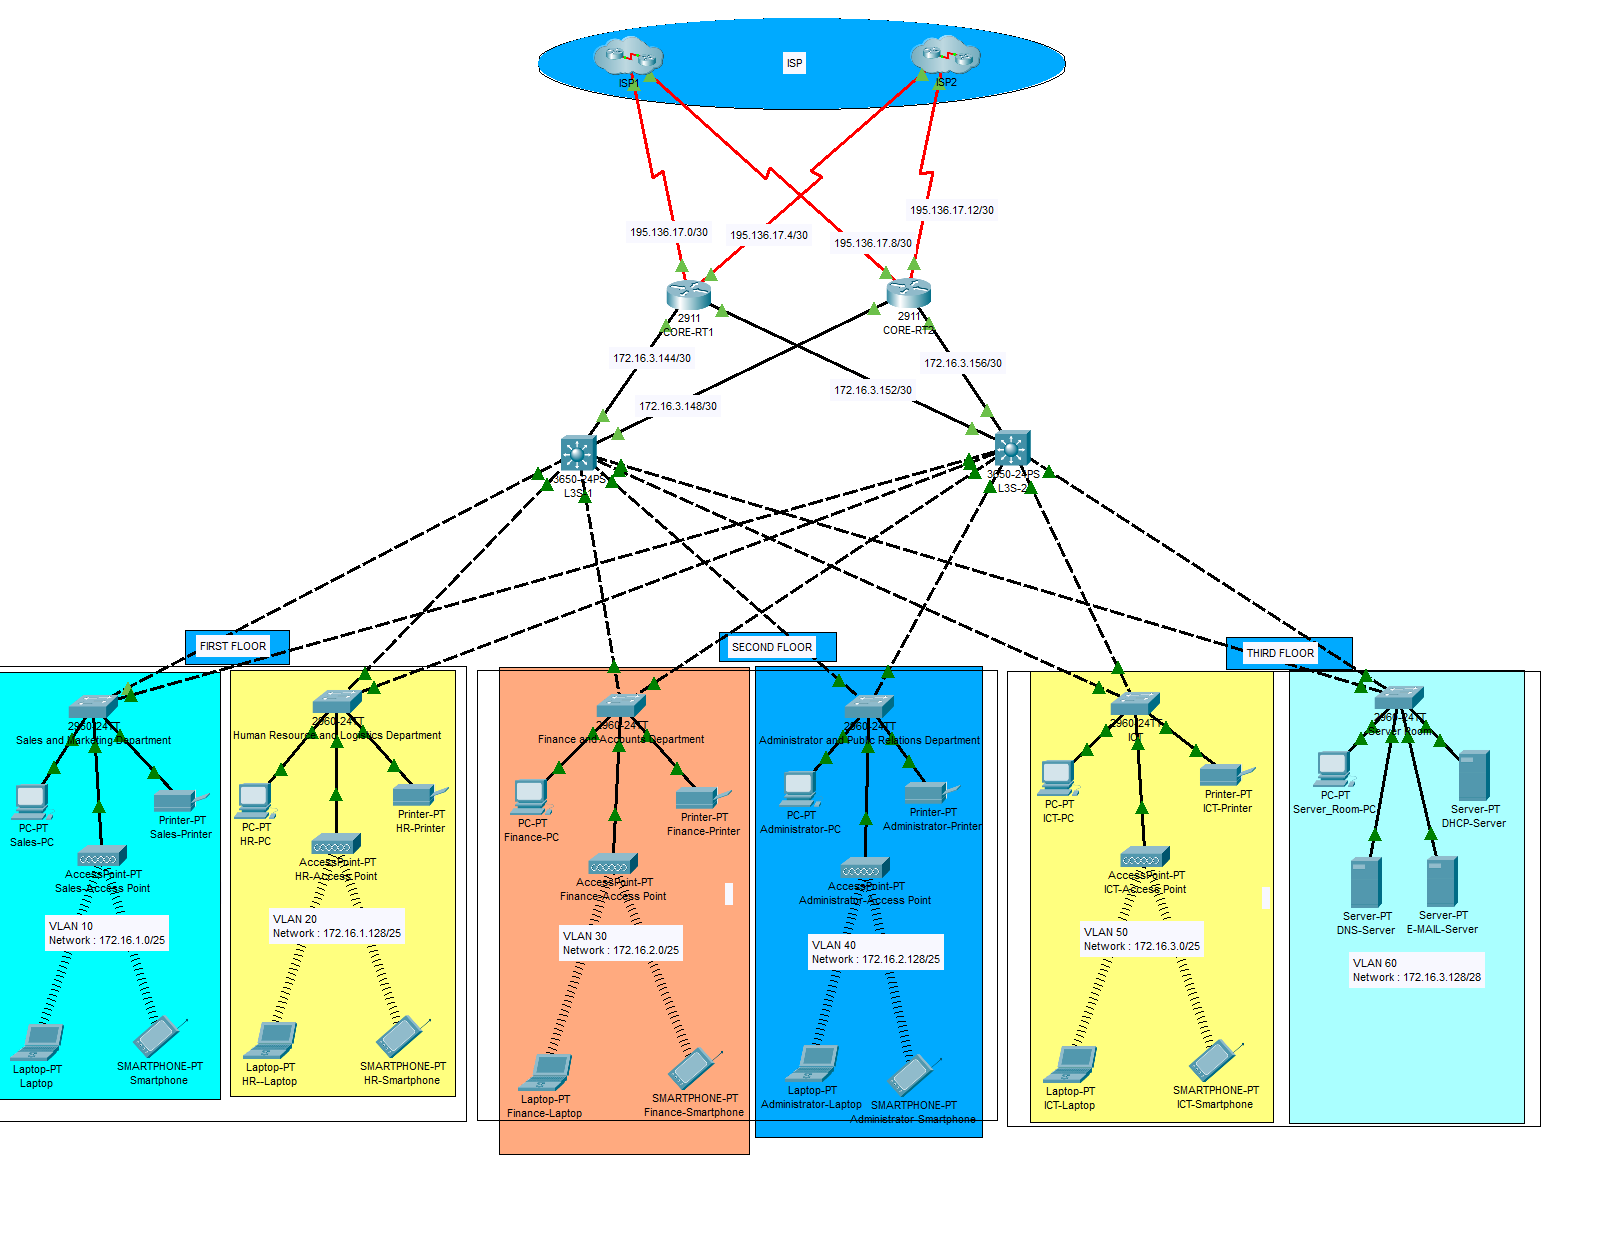 ISP
ISP1
ISP2
195.136.17.12/30
195.136.17.0/30
195.136.17.4/30
195.136.17.8/30
2911
CORE-RT1
2911
CORE-RT2
172.16.3.144/30
172.16.3.156/30
172.16.3.152/30
172.16.3.148/30
3650-24PS
L3S-1
3650-24PS
L3S-2
FIRST FLOOR
SECOND FLOOR
THIRD FLOOR
2960-24TT
Sales and Marketing Department
2960-24TT
Human Resource and Logistics Department
2960-24TT
Finance and Accounts Department
2960-24TT
Administrator and Public Relations Department
2960-24TT
ICT
2960-24TT
Server Room
PC-PT
Sales-PC
Printer-PT
Sales-Printer
PC-PT
HR-PC
Printer-PT
HR-Printer
PC-PT
Finance-PC
Printer-PT
Finance-Printer
PC-PT
Administrator-PC
Printer-PT
Administrator-Printer
PC-PT
ICT-PC
Printer-PT
ICT-Printer
PC-PT
Server_Room-PC
Server-PT
DHCP-Server
AccessPoint-PT
Sales-Access Point
AccessPoint-PT
HR-Access Point
AccessPoint-PT
Finance-Access Point
AccessPoint-PT
Administrator-Access Point
AccessPoint-PT
ICT-Access Point
Server-PT
DNS-Server
Server-PT
E-MAIL-Server
VLAN 10
Network : 172.16.1.0/25
VLAN 20
Network : 172.16.1.128/25
VLAN 30
Network : 172.16.2.0/25
VLAN 40
Network : 172.16.2.128/25
VLAN 50
Network : 172.16.3.0/25
VLAN 60
Network : 172.16.3.128/28
Laptop-PT
Laptop
SMARTPHONE-PT
Smartphone
Laptop-PT
HR--Laptop
SMARTPHONE-PT
HR-Smartphone
Laptop-PT
Finance-Laptop
SMARTPHONE-PT
Finance-Smartphone
Laptop-PT
Administrator-Laptop
SMARTPHONE-PT
Administrator-Smartphone
Laptop-PT
ICT-Laptop
SMARTPHONE-PT
ICT-Smartphone